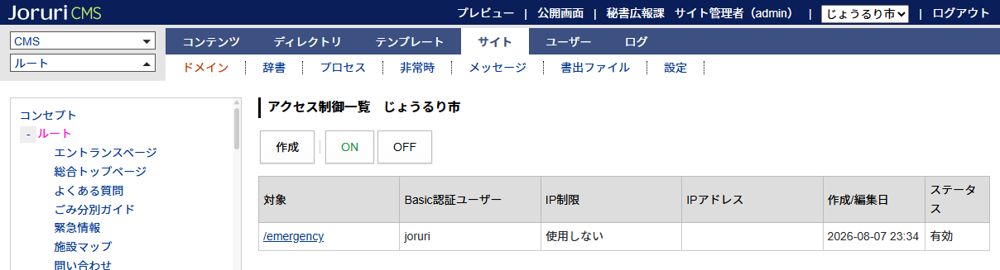 Joruri CMS
プレビュー | 公開画面 | 秘書広報課 サイト管理者（admin） | じょうるり市 | ログアウト
CMS
ルート
コンテンツ ディレクトリ テンプレート サイト ユーザー ログ
ドメイン 辞書 プロセス 非常時 メッセージ 書出ファイル 設定
コンセプト
- ルート
エントランスページ
総合トップページ
よくある質問
ごみ分別ガイド
緊急情報
施設マップ
問い合わせ
アクセス制御一覧 じょうるり市
作成 ON OFF
対象 Basic認証ユーザー IP制限 IPアドレス 作成/編集日 ステータス
/emergency joruri 使用しない 2026-08-07 23:34 有効